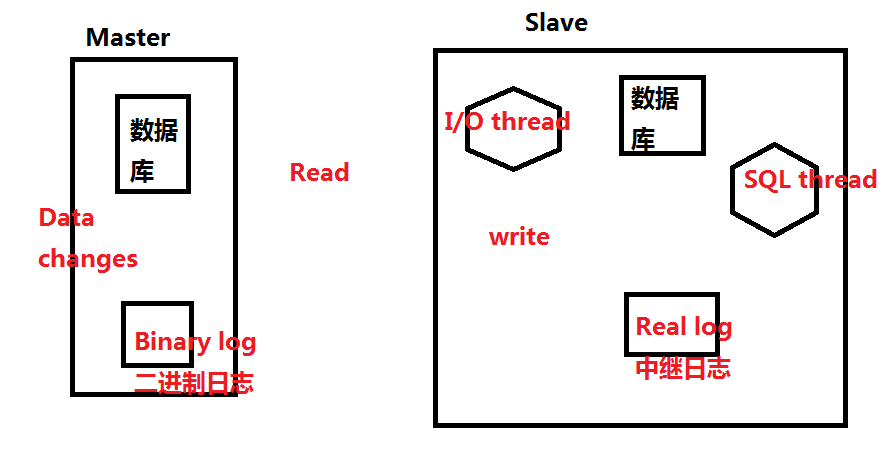 Master
Slave
数据
库
I/O thread
数据
库
SQL thread
Read
Data
changes
write
Binary log
二进制日志
Real log
中继日志